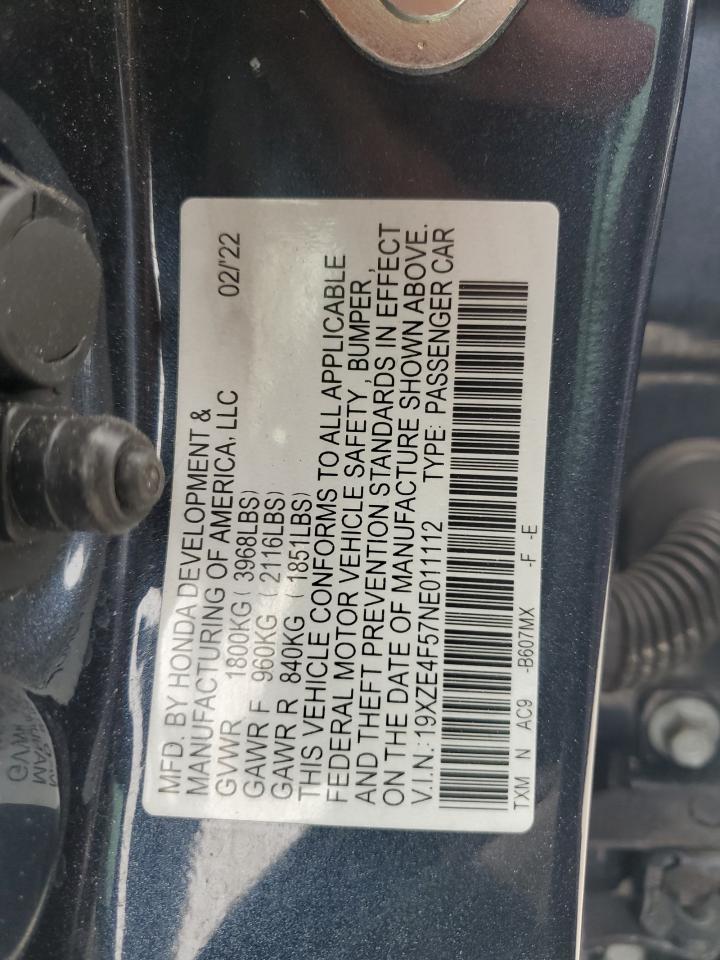 MFD. BY HONDA DEVELOPMENT &
MANUFACTURING OF AMERICA, LLC 02/'22
GVWR 1800KG ( 3968LBS)
GAWR F 960KG ( 2116LBS)
GAWR R 840KG ( 1851LBS)
THIS VEHICLE CONFORMS TO ALL APPLICABLE
FEDERAL MOTOR VEHICLE SAFETY, BUMPER,
AND THEFT PREVENTION STANDARDS IN EFFECT
ON THE DATE OF MANUFACTURE SHOWN ABOVE.
V.I.N.:19XZE4F57NE011112 TYPE: PASSENGER CAR
TXM N AC9 -B607MX -F -E